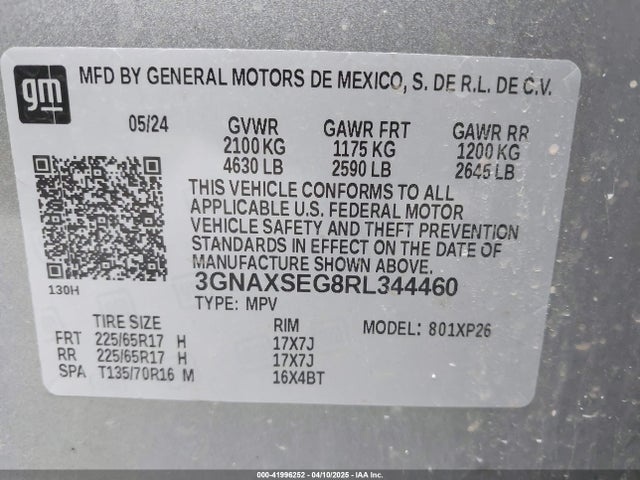 gm
MFD BY GENERAL MOTORS DE MEXICO, S. DE R.L. DE C.V.
05/24 GVWR GAWR FRT GAWR RR
2100 KG 1175 KG 1200 KG
4630 LB 2590 LB 2645 LB
THIS VEHICLE CONFORMS TO ALL
APPLICABLE U.S. FEDERAL MOTOR
VEHICLE SAFETY AND THEFT PREVENTION
STANDARDS IN EFFECT ON THE DATE OF
MANUFACTURE SHOWN ABOVE.
130H 3GNAXSEG8RL344460
TYPE: MPV
TIRE SIZE RIM MODEL: 801XP26
FRT 225/65R17 H 17X7J
RR 225/65R17 H 17X7J
SPA T135/70R16 M 16X4BT
000-41996252 - 04/10/2025 - IAA Inc.